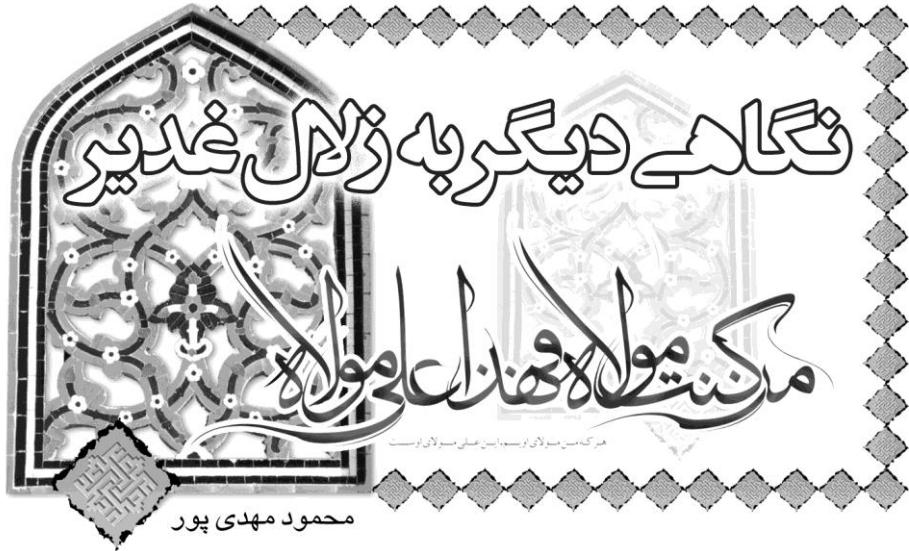 نگاهی دیگر به زلال غدیر
من کنت مولاه فهذا علی مولاه
هر که من مولای اویم، این علی مولای اوست
محمود مهدی پور